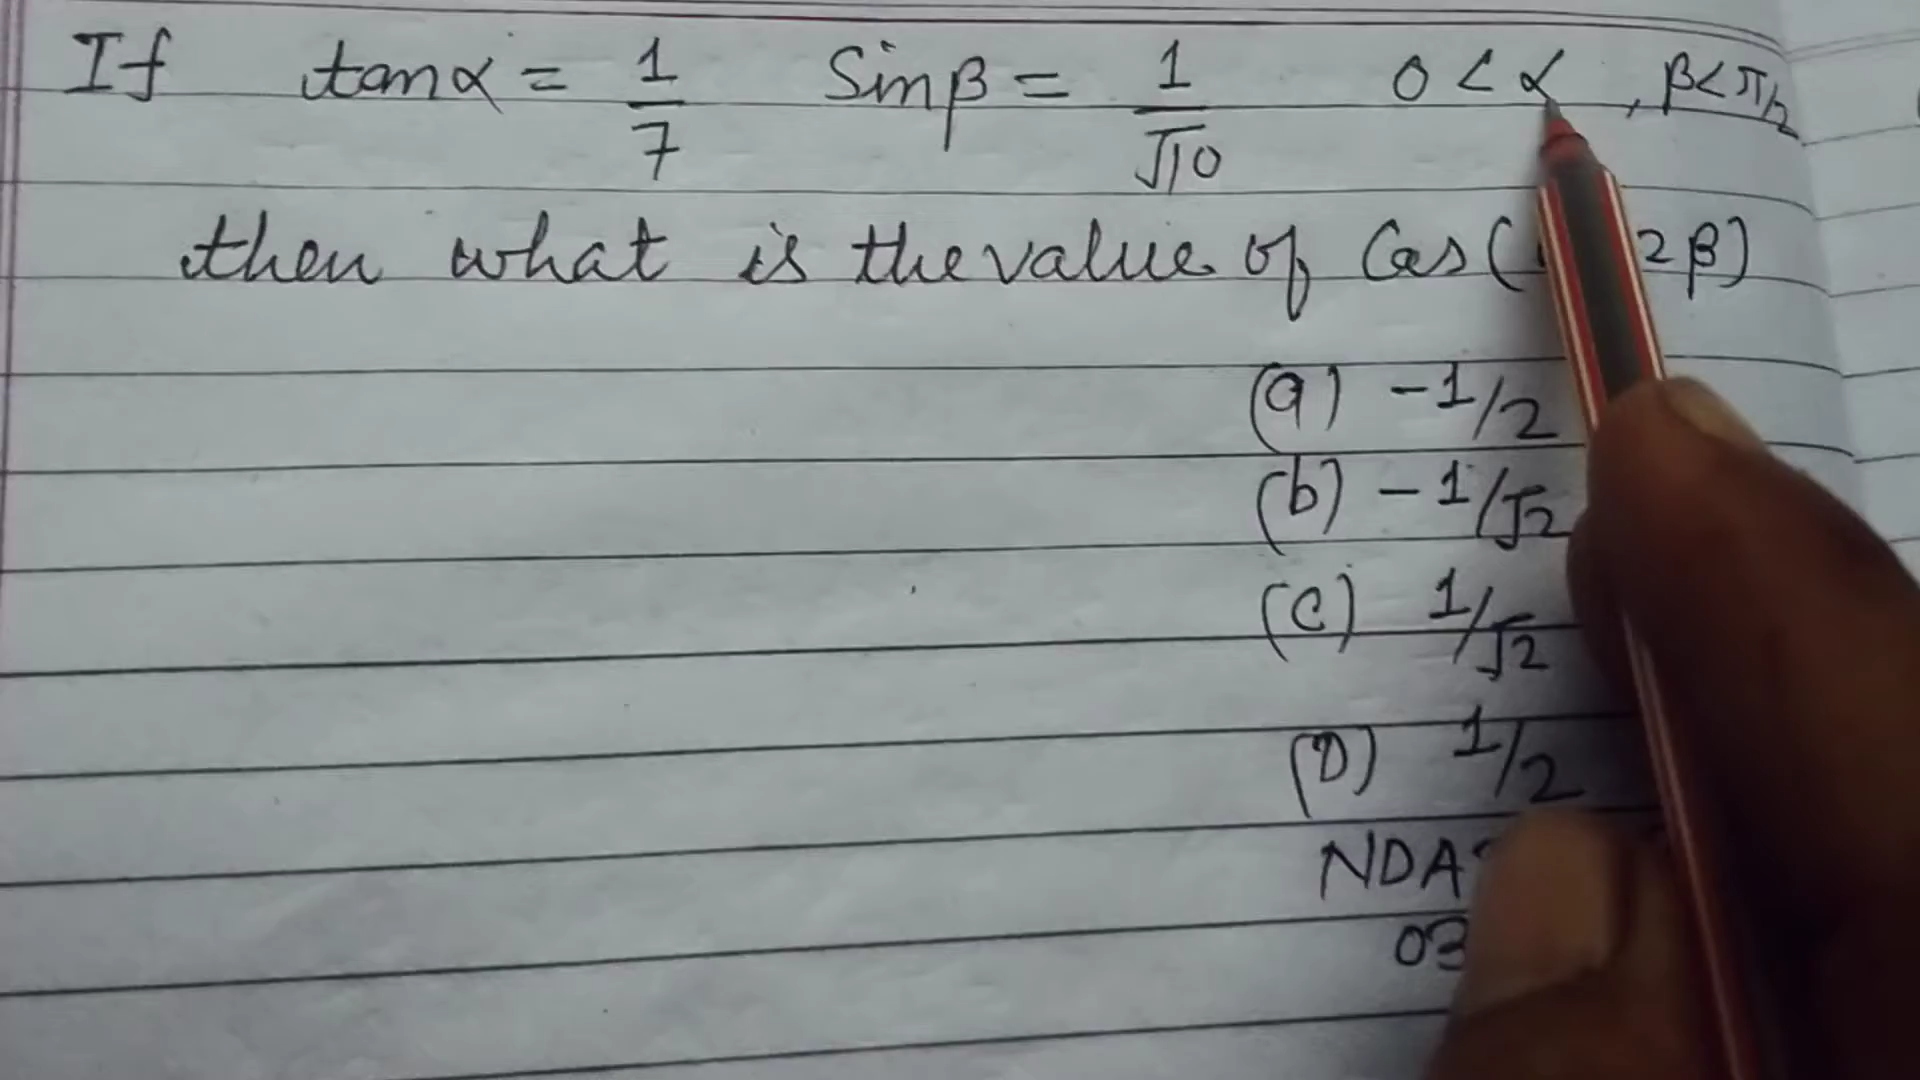 If tanα = 1/7 Sinβ = 1/√10 0 < α , β < π/2
then what is the value of Cos( 2β)
(a) -1/2
(b) -1/√2
(c) 1/√2
(D) 1/2
NDA
03